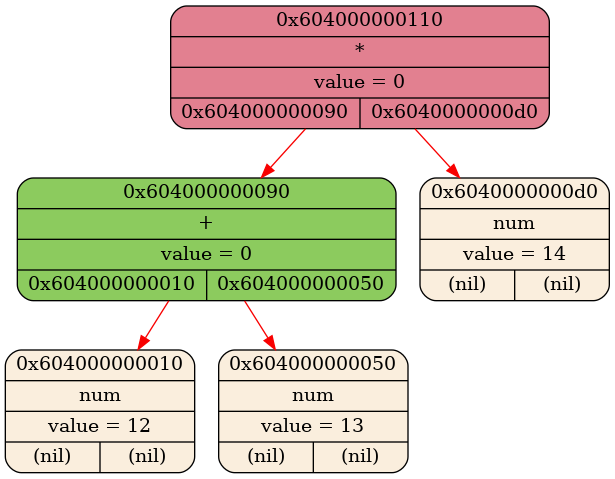 0x604000000110
*
value = 0
0x604000000090 0x6040000000d0
0x604000000090
+
value = 0
0x604000000010 0x604000000050
0x6040000000d0
num
value = 14
(nil) (nil)
0x604000000010
num
value = 12
(nil) (nil)
0x604000000050
num
value = 13
(nil) (nil)